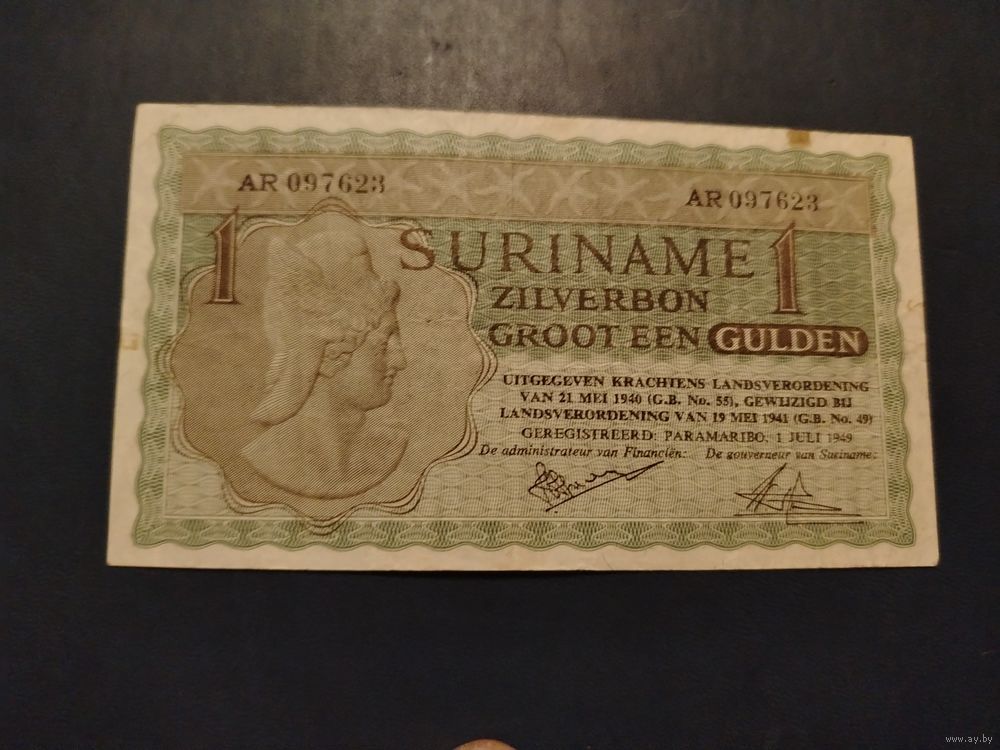 AR 097623
AR 097623
1 SURINAME 1
ZILVERBON
GROOT EEN GULDEN
UITGEGEVEN KRACHTENS LANDSVERORDENING
VAN 21 MEI 1940 (G.B. No. 55), GEWIJZIGD BIJ
LANDSVERORDENING VAN 19 MEI 1941 (G.B. No. 49)
GEREGISTREERD: PARAMARIBO, 1 JULI 1949
De administrateur van Financiën: De gouverneur van Suriname:
www.ay.by